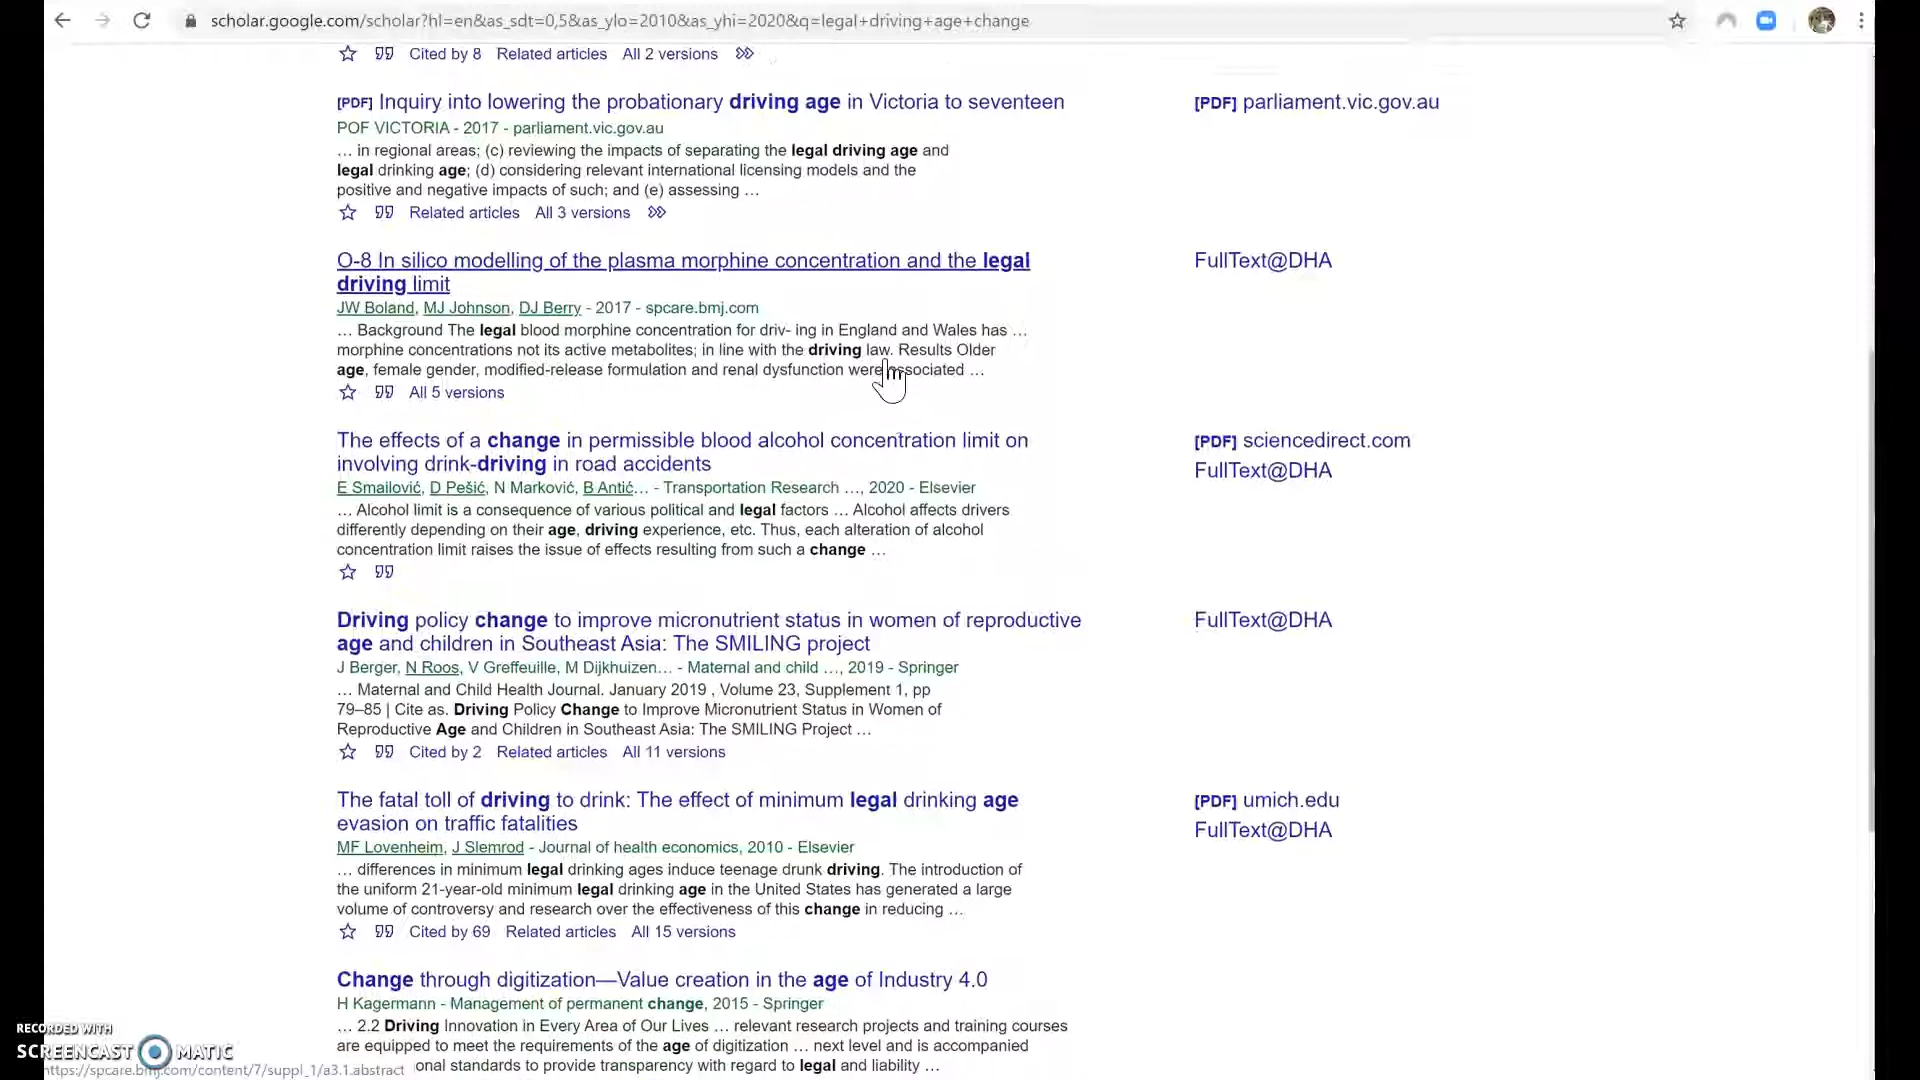 scholar.google.com/scholar?hl=en&as_sdt=0,5&as_ylo=2010&as_yhi=2020&q=legal+driving+age+change
Cited by 8 Related articles All 2 versions
[PDF] Inquiry into lowering the probationary driving age in Victoria to seventeen
[PDF] parliament.vic.gov.au
POF VICTORIA - 2017 - parliament.vic.gov.au
… in regional areas; (c) reviewing the impacts of separating the legal driving age and
legal drinking age; (d) considering relevant international licensing models and the
positive and negative impacts of such; and (e) assessing …
Related articles All 3 versions
O-8 In silico modelling of the plasma morphine concentration and the legal
driving limit
FullText@DHA
JW Boland, MJ Johnson, DJ Berry - 2017 - spcare.bmj.com
… Background The legal blood morphine concentration for driv- ing in England and Wales has …
morphine concentrations not its active metabolites; in line with the driving law. Results Older
age, female gender, modified-release formulation and renal dysfunction were associated …
All 5 versions
The effects of a change in permissible blood alcohol concentration limit on
involving drink-driving in road accidents
[PDF] sciencedirect.com
FullText@DHA
E Smailović, D Pešić, N Marković, B Antić… - Transportation Research …, 2020 - Elsevier
… Alcohol limit is a consequence of various political and legal factors … Alcohol affects drivers
differently depending on their age, driving experience, etc. Thus, each alteration of alcohol
concentration limit raises the issue of effects resulting from such a change …
Driving policy change to improve micronutrient status in women of reproductive
age and children in Southeast Asia: The SMILING project
FullText@DHA
J Berger, N Roos, V Greffeuille, M Dijkhuizen… - Maternal and child …, 2019 - Springer
… Maternal and Child Health Journal. January 2019 , Volume 23, Supplement 1, pp
79–85 | Cite as. Driving Policy Change to Improve Micronutrient Status in Women of
Reproductive Age and Children in Southeast Asia: The SMILING Project …
Cited by 2 Related articles All 11 versions
The fatal toll of driving to drink: The effect of minimum legal drinking age
evasion on traffic fatalities
[PDF] umich.edu
FullText@DHA
MF Lovenheim, J Slemrod - Journal of health economics, 2010 - Elsevier
… differences in minimum legal drinking ages induce teenage drunk driving. The introduction of
the uniform 21-year-old minimum legal drinking age in the United States has generated a large
volume of controversy and research over the effectiveness of this change in reducing …
Cited by 69 Related articles All 15 versions
Change through digitization—Value creation in the age of Industry 4.0
H Kagermann - Management of permanent change, 2015 - Springer
… 2.2 Driving Innovation in Every Area of Our Lives … relevant research projects and training courses
are equipped to meet the requirements of the age of digitization … next level and is accompanied
onal standards to provide transparency with regard to legal and liability …
RECORDED WITH
SCREENCAST MATIC
https://spcare.bmj.com/content/7/suppl_1/a3.1.abstract